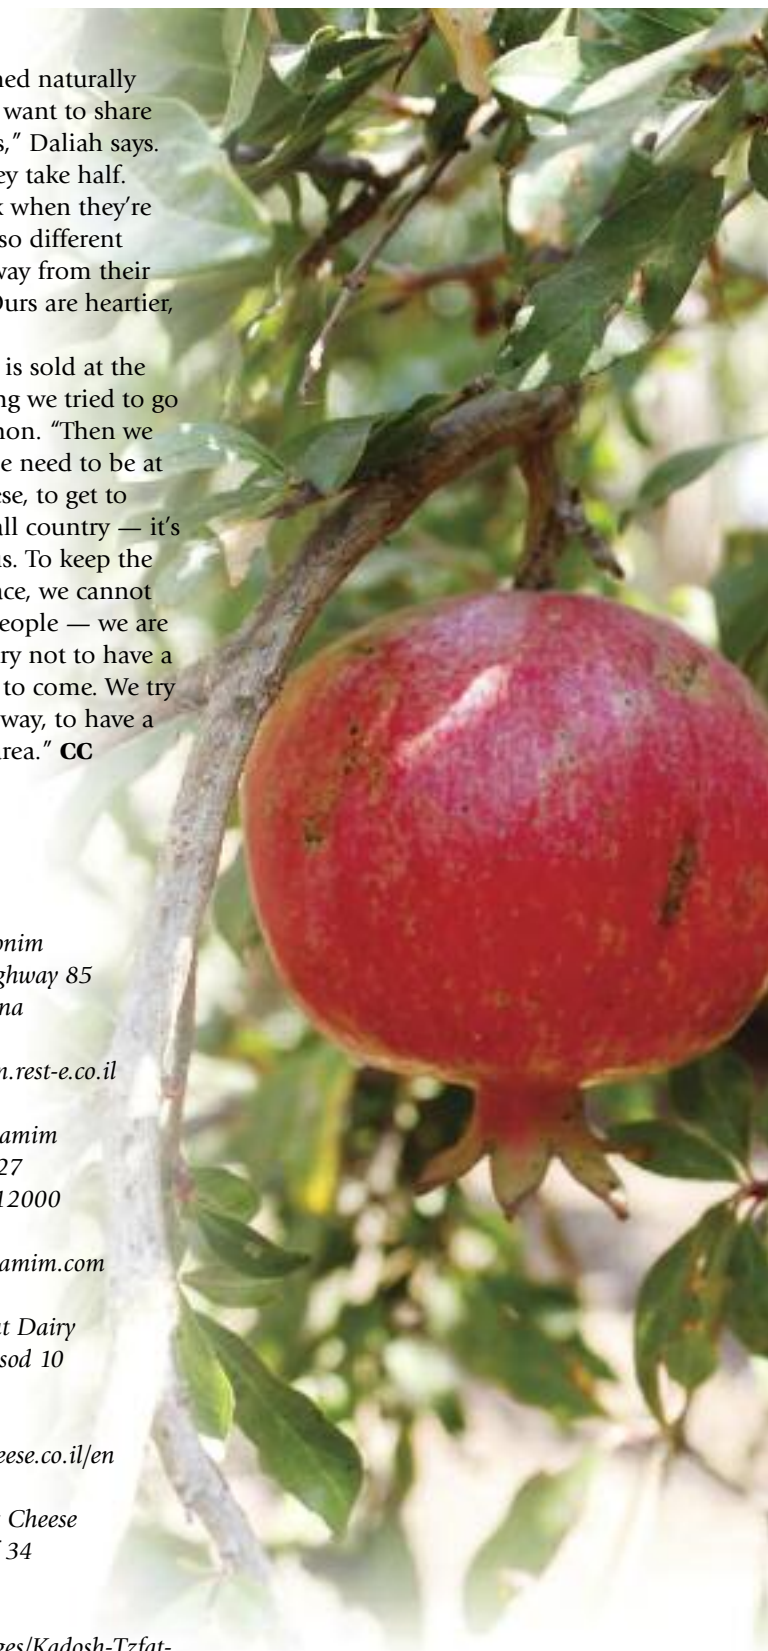 ned naturally
want to share
s,” Daliah says.
ey take half.
k when they’re
so different
way from their
Ours are heartier,
is sold at the
ng we tried to go
non. “Then we
e need to be at
ese, to get to
all country — it’s
us. To keep the
ace, we cannot
eople — we are
ry not to have a
to come. We try
way, to have a
area.” CC
onim
ghway 85
na
n.rest-e.co.il
amim
27
12000
amim.com
at Dairy
sod 10
eese.co.il/en
Cheese
34
ges/Kadosh-Tzfat-